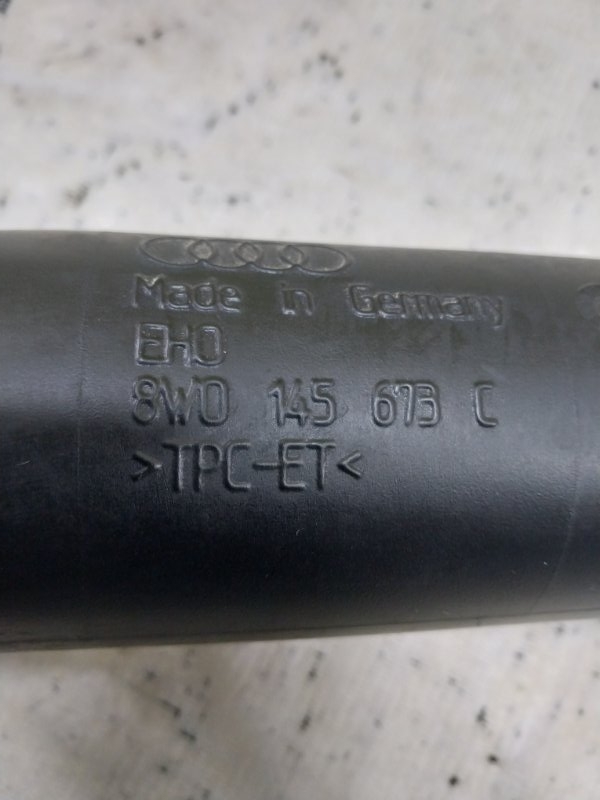 Made in Germany
EHO
8W0 145 673 C
>TPC-ET<